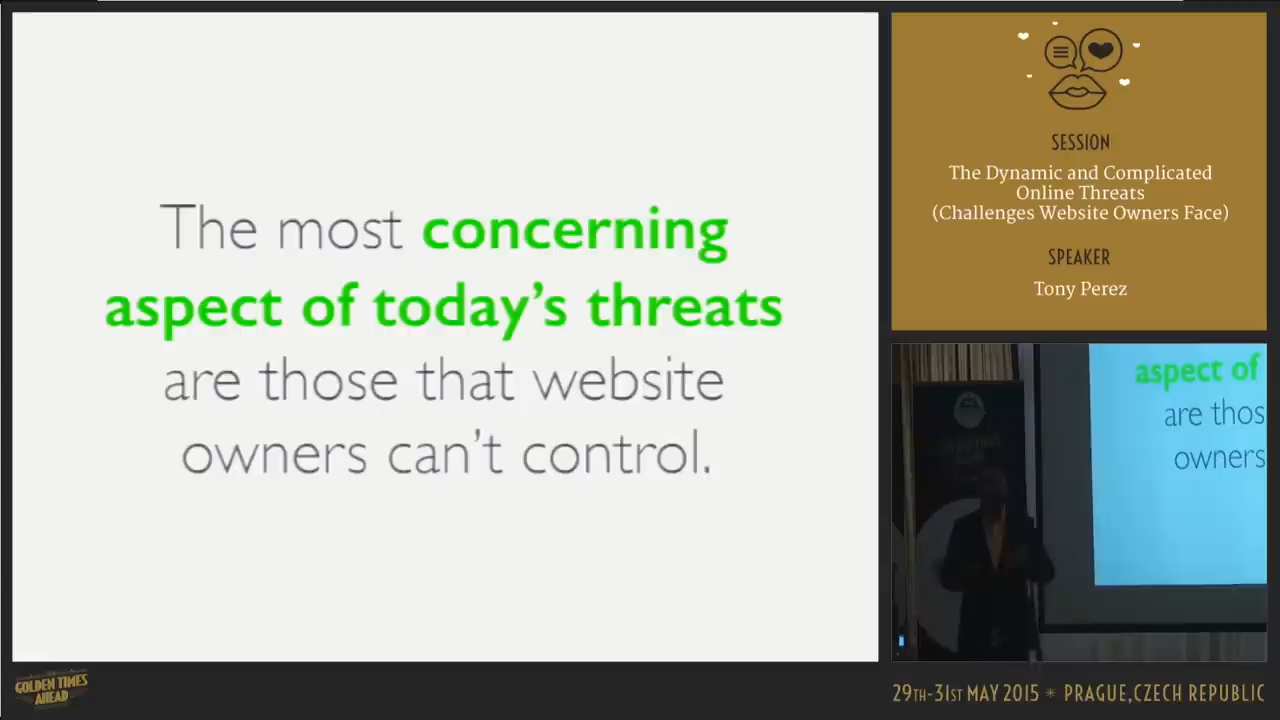 The most concerning
aspect of today's threats
are those that website
owners can't control.
SESSION
The Dynamic and Complicated
Online Threats
(Challenges Website Owners Face)
SPEAKER
Tony Perez
aspect of
are thos
owners
GOLDEN TIMES
AHEAD
29TH-31ST MAY 2015 * PRAGUE, CZECH REPUBLIC